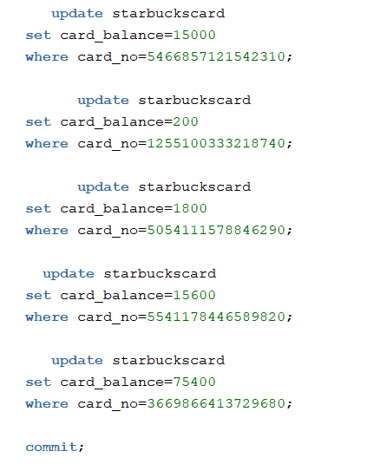 update starbuckscard
set card_balance=15000
where card_no=5466857121542310;
update starbuckscard
set card_balance=200
where card_no=1255100333218740;
update starbuckscard
set card_balance=1800
where card_no=5054111578846290;
update starbuckscard
set card_balance=15600
where card_no=5541178446589820;
update starbuckscard
set card_balance=75400
where card_no=3669866413729680;
commit;